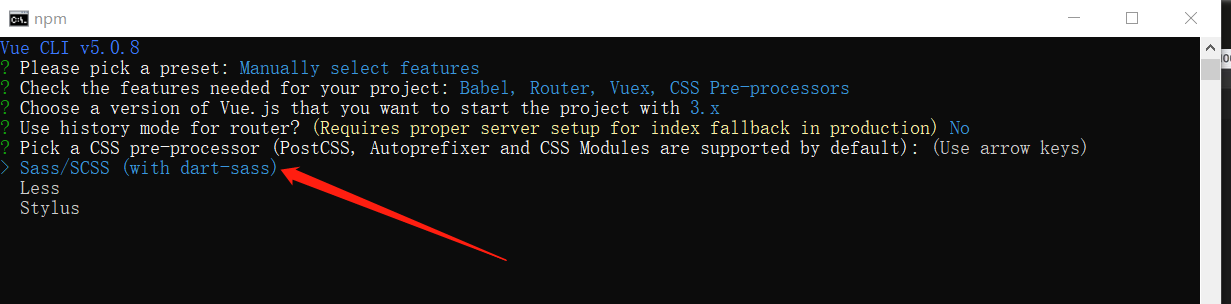 npm
Vue CLI v5.0.8
? Please pick a preset: Manually select features
? Check the features needed for your project: Babel, Router, Vuex, CSS Pre-processors
? Choose a version of Vue.js that you want to start the project with 3.x
? Use history mode for router? (Requires proper server setup for index fallback in production) No
? Pick a CSS pre-processor (PostCSS, Autoprefixer and CSS Modules are supported by default): (Use arrow keys)
> Sass/SCSS (with dart-sass)
Less
Stylus